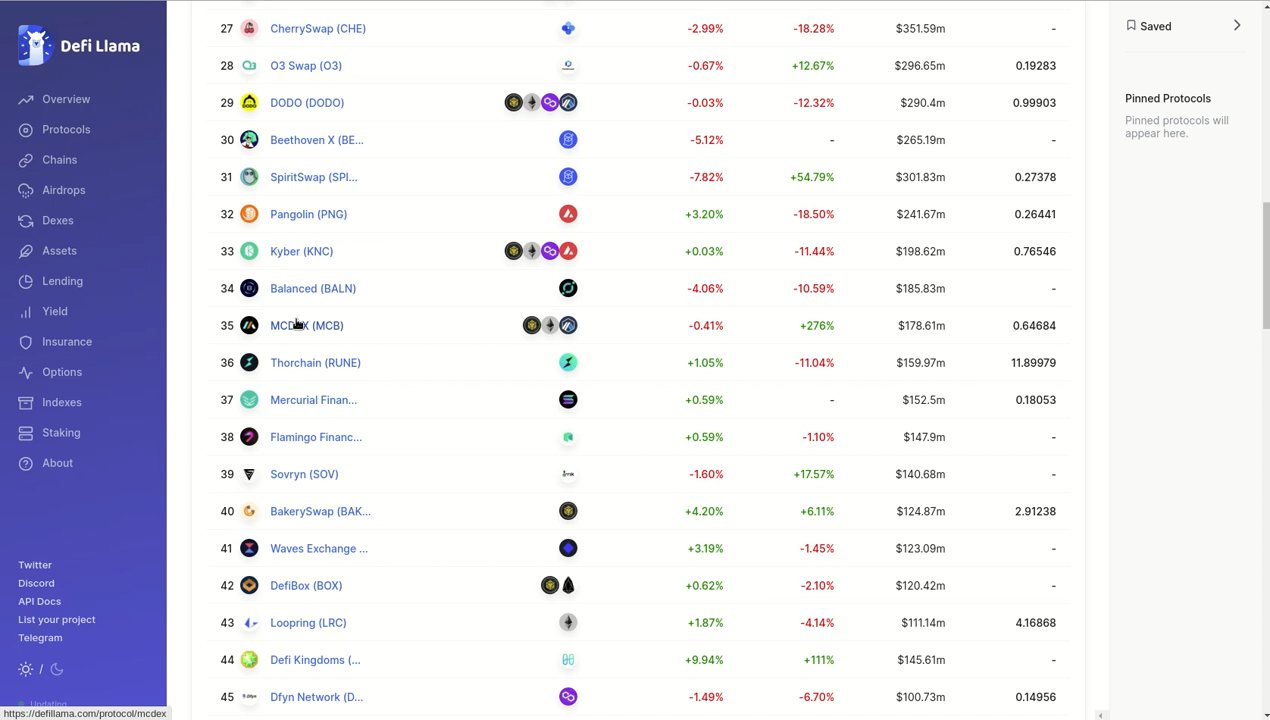 Defi Llama
Overview
Protocols
Chains
Airdrops
Dexes
Assets
Lending
Yield
Insurance
Options
Indexes
Staking
About
Twitter
Discord
API Docs
List your project
Telegram
/
Updating
https://defillama.com/protocol/mcdex
27 CherrySwap (CHE) -2.99% -18.28% $351.59m -
28 O3 Swap (O3) -0.67% +12.67% $296.65m 0.19283
29 DODO (DODO) -0.03% -12.32% $290.4m 0.99903
30 Beethoven X (BE... -5.12% - $265.19m -
31 SpiritSwap (SPI... -7.82% +54.79% $301.83m 0.27378
32 Pangolin (PNG) +3.20% -18.50% $241.67m 0.26441
33 Kyber (KNC) +0.03% -11.44% $198.62m 0.76546
34 Balanced (BALN) -4.06% -10.59% $185.83m -
35 MCDEX (MCB) -0.41% +276% $178.61m 0.64684
36 Thorchain (RUNE) +1.05% -11.04% $159.97m 11.89979
37 Mercurial Finan... +0.59% - $152.5m 0.18053
38 Flamingo Financ... +0.59% -1.10% $147.9m -
39 Sovryn (SOV) -1.60% +17.57% $140.68m -
40 BakerySwap (BAK... +4.20% +6.11% $124.87m 2.91238
41 Waves Exchange ... +3.19% -1.45% $123.09m -
42 DefiBox (BOX) +0.62% -2.10% $120.42m -
43 Loopring (LRC) +1.87% -4.14% $111.14m 4.16868
44 Defi Kingdoms (... +9.94% +111% $145.61m -
45 Dfyn Network (D... -1.49% -6.70% $100.73m 0.14956
Saved
Pinned Protocols
Pinned protocols will
appear here.